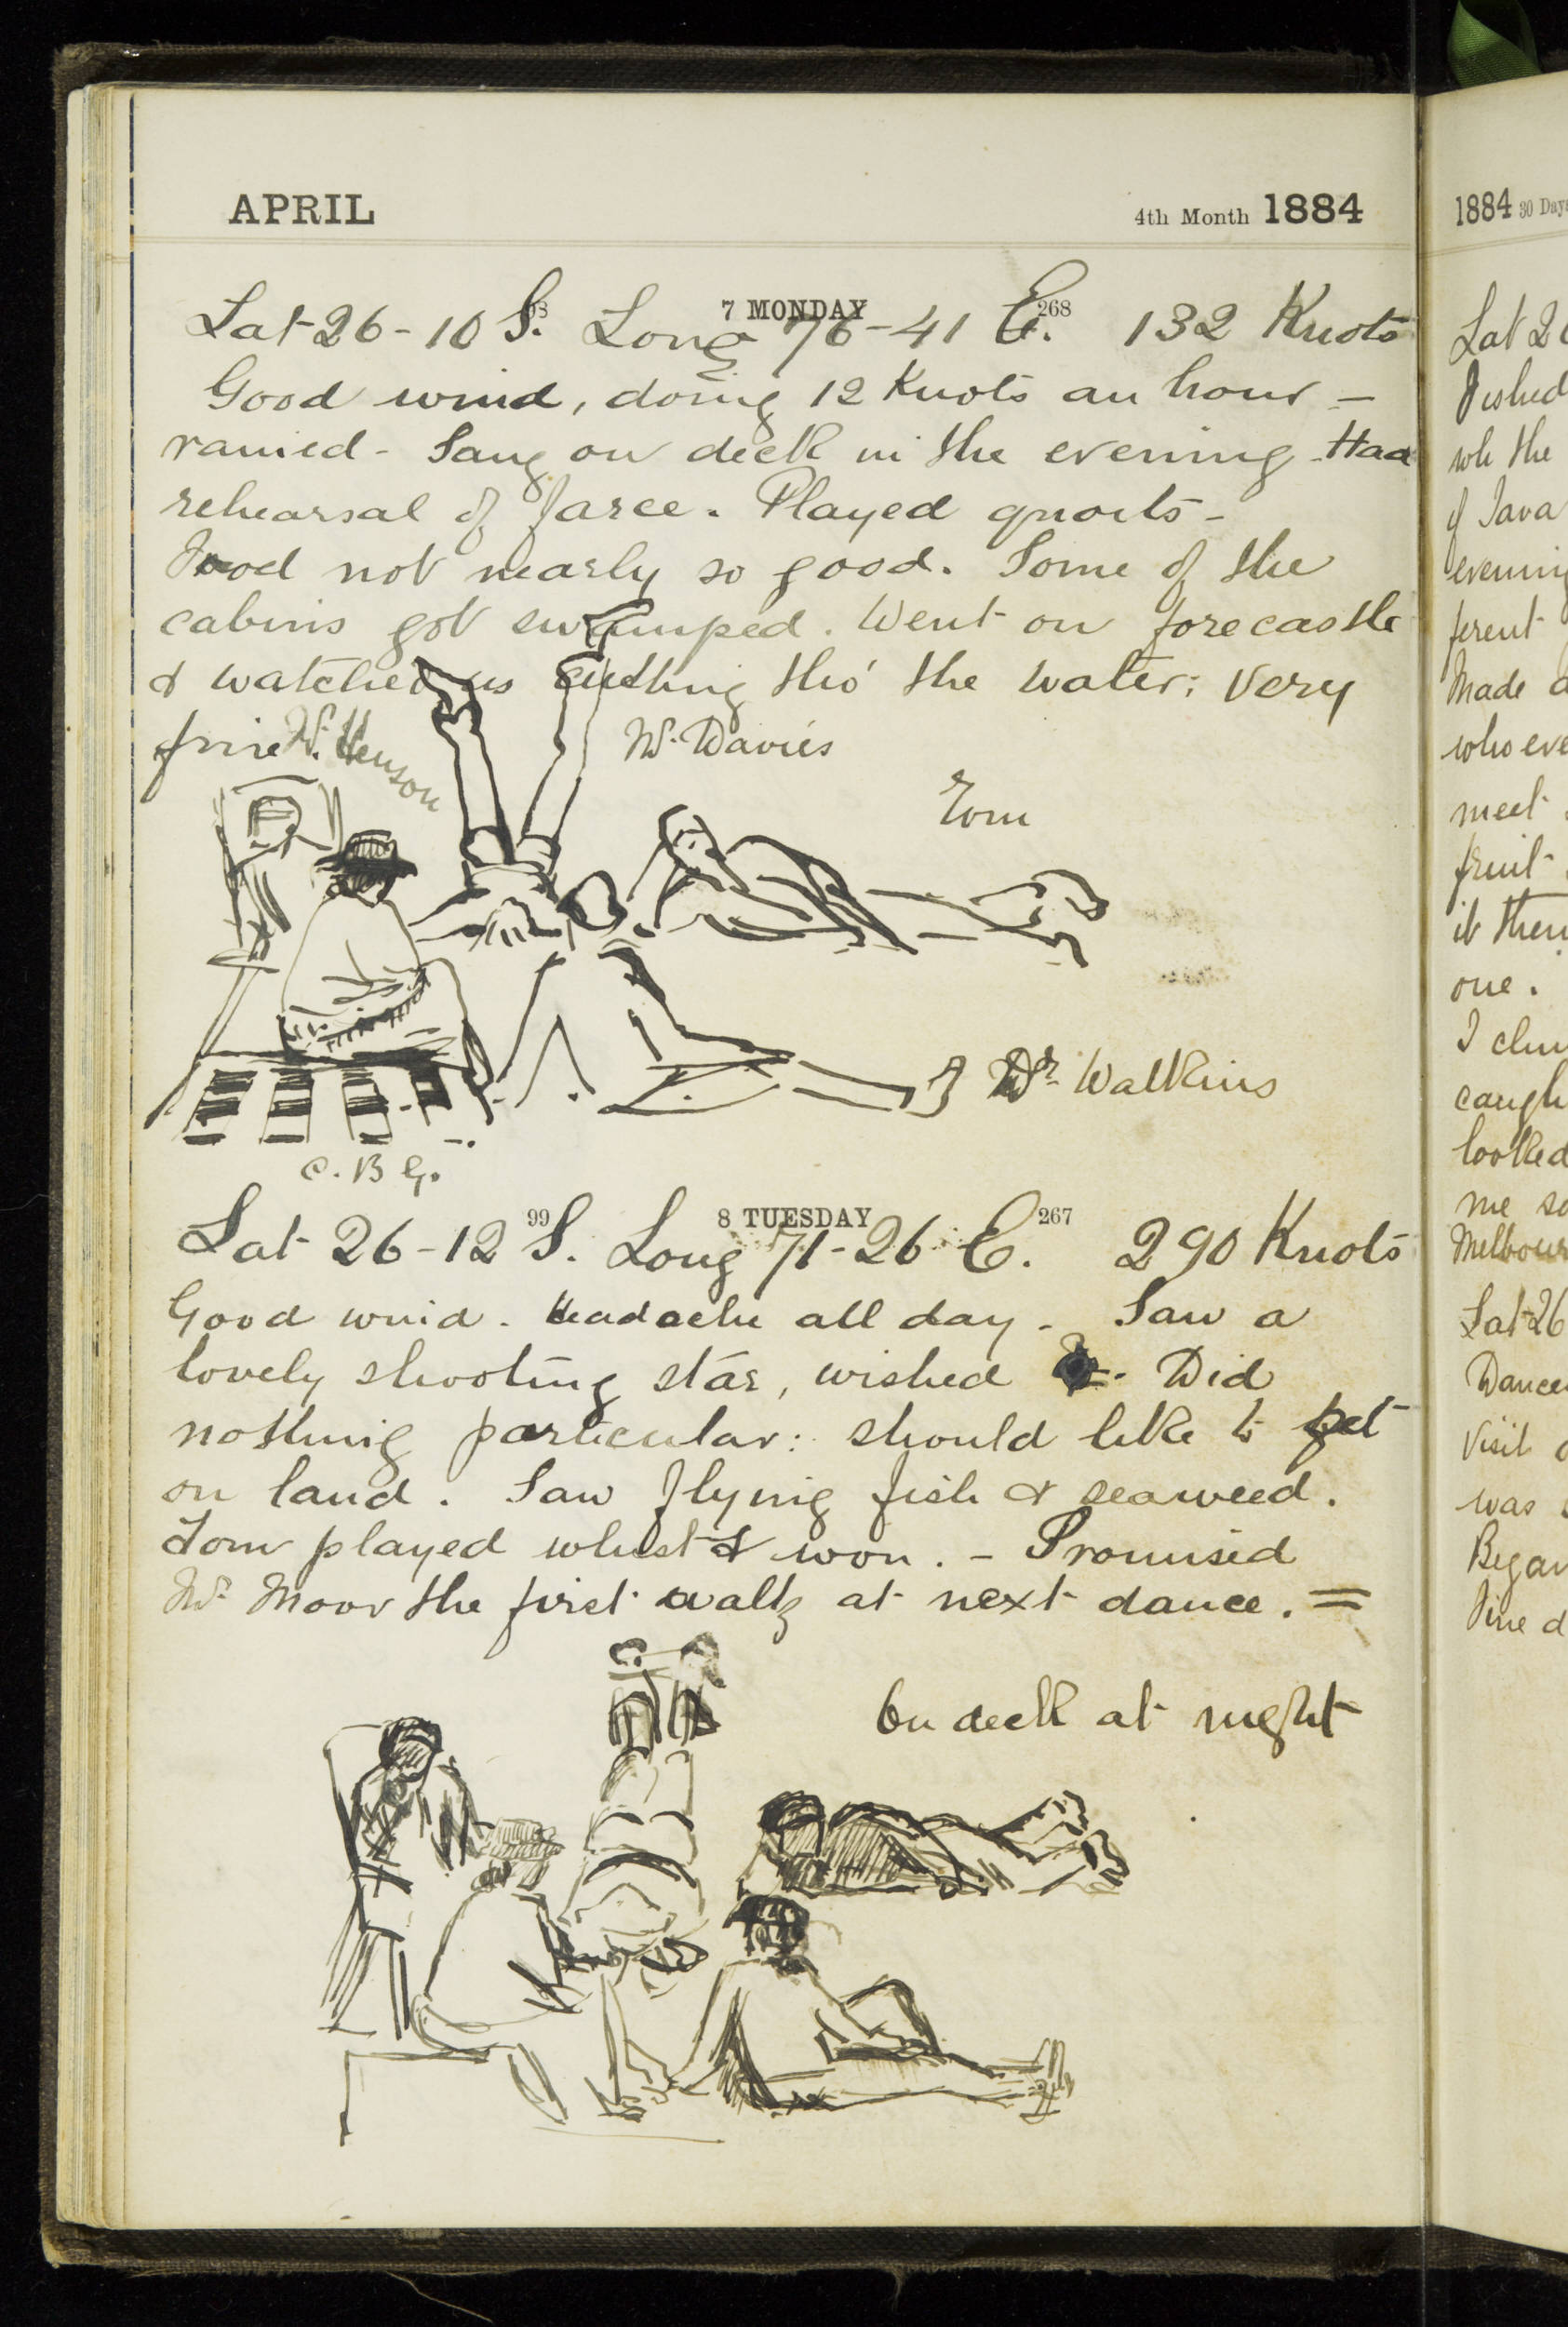 APRIL 4th Month 1884
98 7 MONDAY 268
Lat 26-10 S. Long 76-41 E. 132 Knots
Good wind, doing 12 Knots an hour –
rained - Sang on deck in the evening - Had
rehearsal of farce. Played quoits -
Food not nearly so good. Some of the
cabins got swamped. Went on forecastle
& watched us cutting thro' the water; very
fine.
W. Henson
W. Davies
Tom
Dr. Watkins
C. B G.
99 8 TUESDAY 267
Lat 26-12 S. Long 71-26 E. 290 Knots
Good wind. Headache all day. Saw a
lovely shooting star, wished . Did
nothing particular: should like to get
on land. Saw flying fish & seaweed.
Tom played whist & won. - Promised
Mr Moor the first waltz at next dance. =
On deck at night
1884 30 Days
Lat 2
wh the
of Java
evening
ferent
Made
who eve
meet
fruit
it then
one.
I
caugh
looked
me so
Melbour
Lat 26
Dance
Visit
was
Began
Fine d